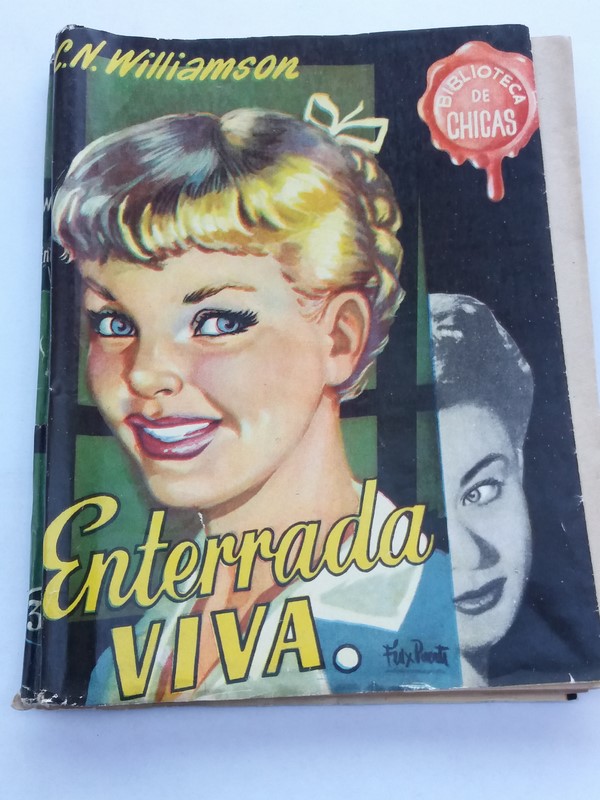 C. N. Williamson
BIBLIOTECA
DE
CHICAS
Enterrada
VIVA.